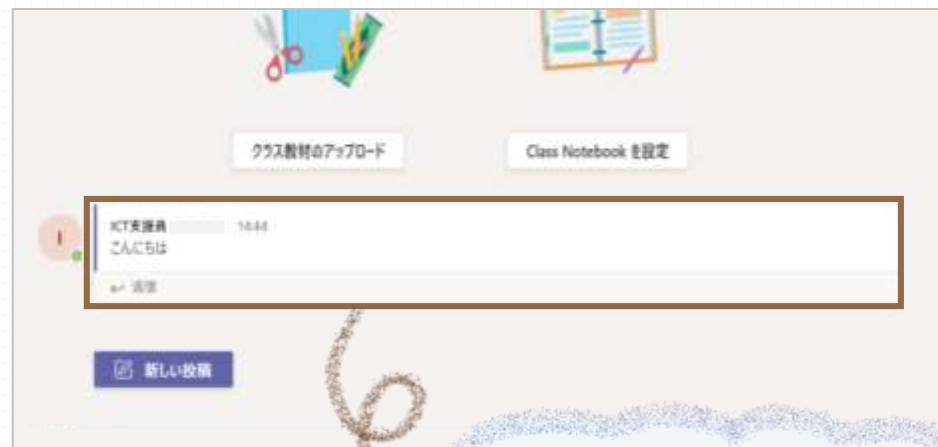 クラス教材のアップロード
Class Notebook を設定
I
ICT支援員 14:44
こんにちは
返信
新しい投稿